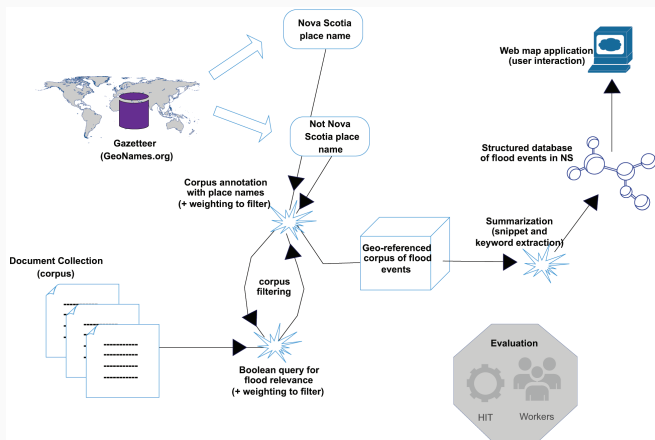 Nova Scotia
place name
Web map application
(user interaction)
Gazetteer
(GeoNames.org)
Not Nova
Scotia place
name
Structured database
of flood events in NS
Corpus annotation
with place names
(+ weighting to filter)
Summarization
(snippet and
keyword extraction)
Geo-referenced
corpus of flood
events
Document Collection
(corpus)
corpus
filtering
Boolean query for
flood relevance
(+ weighting to filter)
Evaluation
HIT
Workers